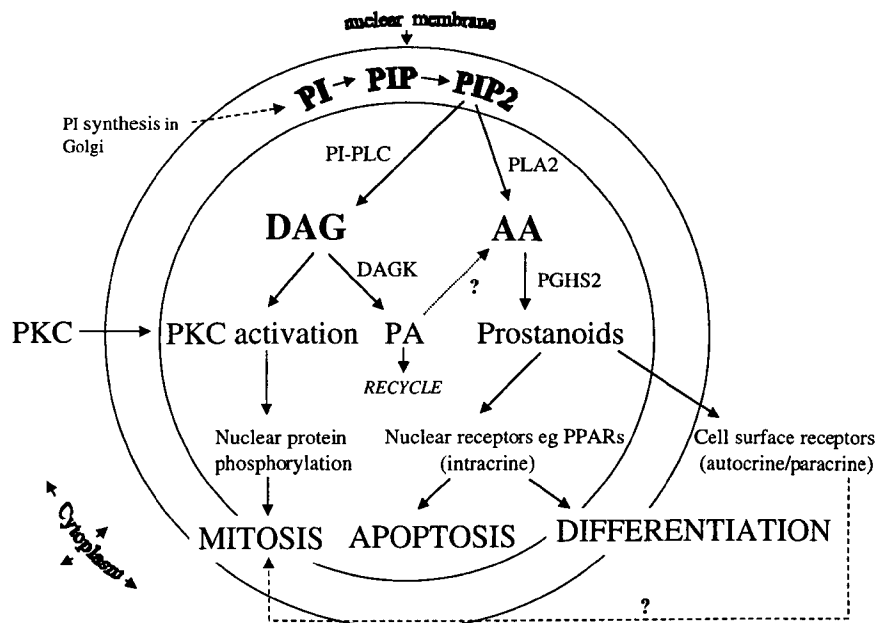 nuclear membrane
PI → PIP → PIP2
PI synthesis in
Golgi
PI-PLC
PLA2
DAG
AA
DAGK
?
PGHS2
PKC
PKC activation
PA
Prostanoids
RECYCLE
Nuclear protein
phosphorylation
Nuclear receptors eg PPARs
(intracrine)
Cell surface receptors
(autocrine/paracrine)
Cytoplasm
MITOSIS
APOPTOSIS
DIFFERENTIATION
?